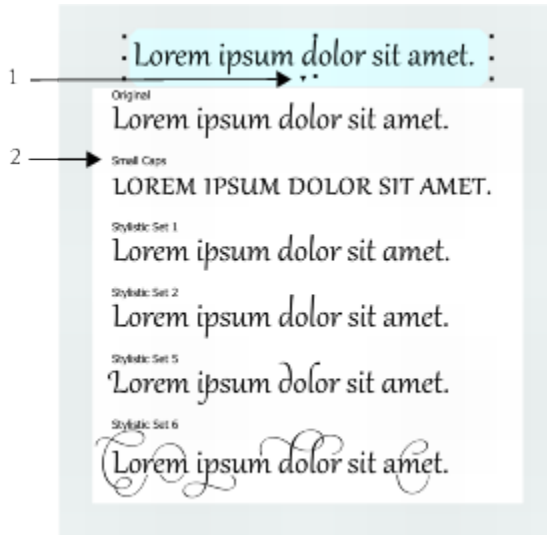 Lorem ipsum dolor sit amet.
1
Original
Lorem ipsum dolor sit amet.
2
Small Caps
LOREM IPSUM DOLOR SIT AMET.
Stylistic Set 1
Lorem ipsum dolor sit amet.
Stylistic Set 2
Lorem ipsum dolor sit amet.
Stylistic Set 5
Lorem ipsum dolor sit amet.
Stylistic Set 6
Lorem ipsum dolor sit amet.